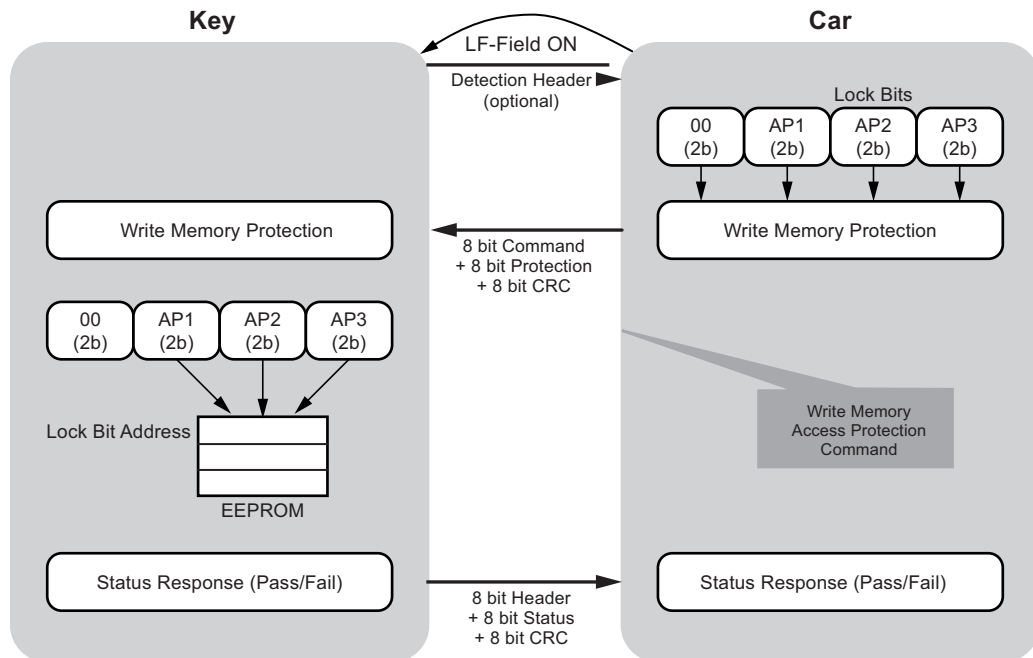 Key
Car
LF-Field ON
Detection Header
(optional)
Lock Bits
00
(2b)
AP1
(2b)
AP2
(2b)
AP3
(2b)
Write Memory Protection
Write Memory Protection
8 bit Command
+ 8 bit Protection
+ 8 bit CRC
00
(2b)
AP1
(2b)
AP2
(2b)
AP3
(2b)
Lock Bit Address
EEPROM
Write Memory
Access Protection
Command
Status Response (Pass/Fail)
Status Response (Pass/Fail)
8 bit Header
+ 8 bit Status
+ 8 bit CRC